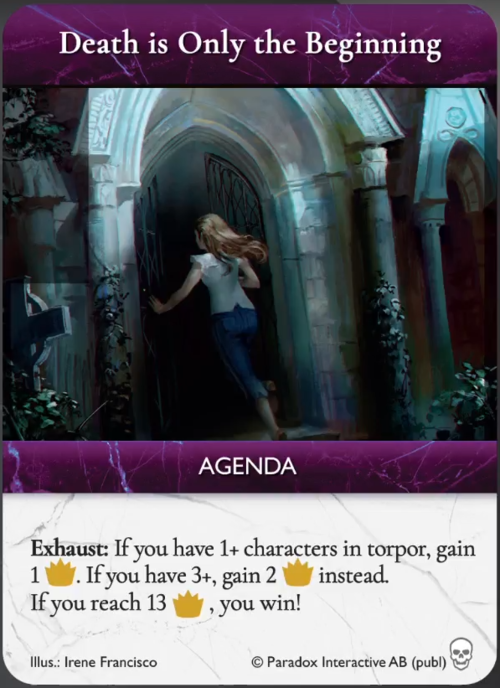 Death is Only the Beginning
AGENDA
Exhaust: If you have 1+ characters in torpor, gain
1 . If you have 3+, gain 2 instead.
If you reach 13 , you win!
Illus.: Irene Francisco © Paradox Interactive AB (publ)